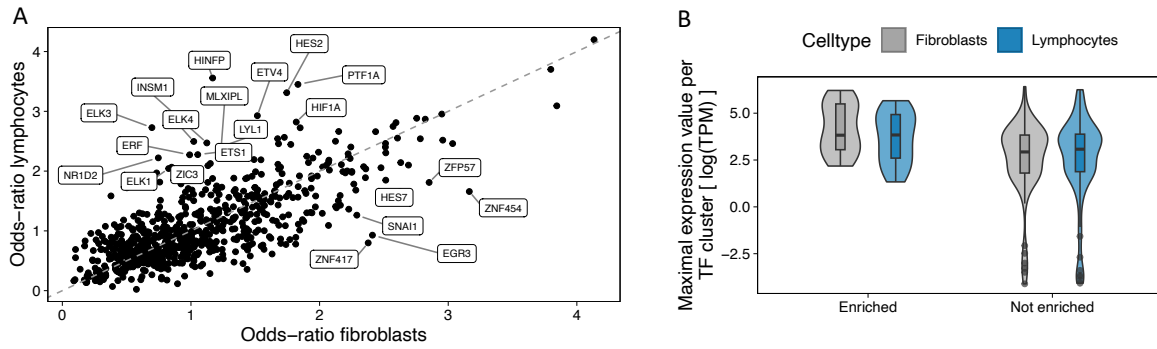 A
Odds−ratio lymphocytes
4
3
2
1
0
HES2
HINFP
ETV4
PTF1A
INSM1
MLXIPL
HIF1A
ELK3
ELK4
LYL1
ERF
ETS1
NR1D2
ELK1
ZIC3
ZFP57
HES7
ZNF454
SNAI1
ZNF417
EGR3
0 1 2 3 4
Odds−ratio fibroblasts
B
Celltype Fibroblasts Lymphocytes
Maximal expression value per
TF cluster [ log(TPM) ]
5.0
2.5
0.0
−2.5
Enriched Not enriched